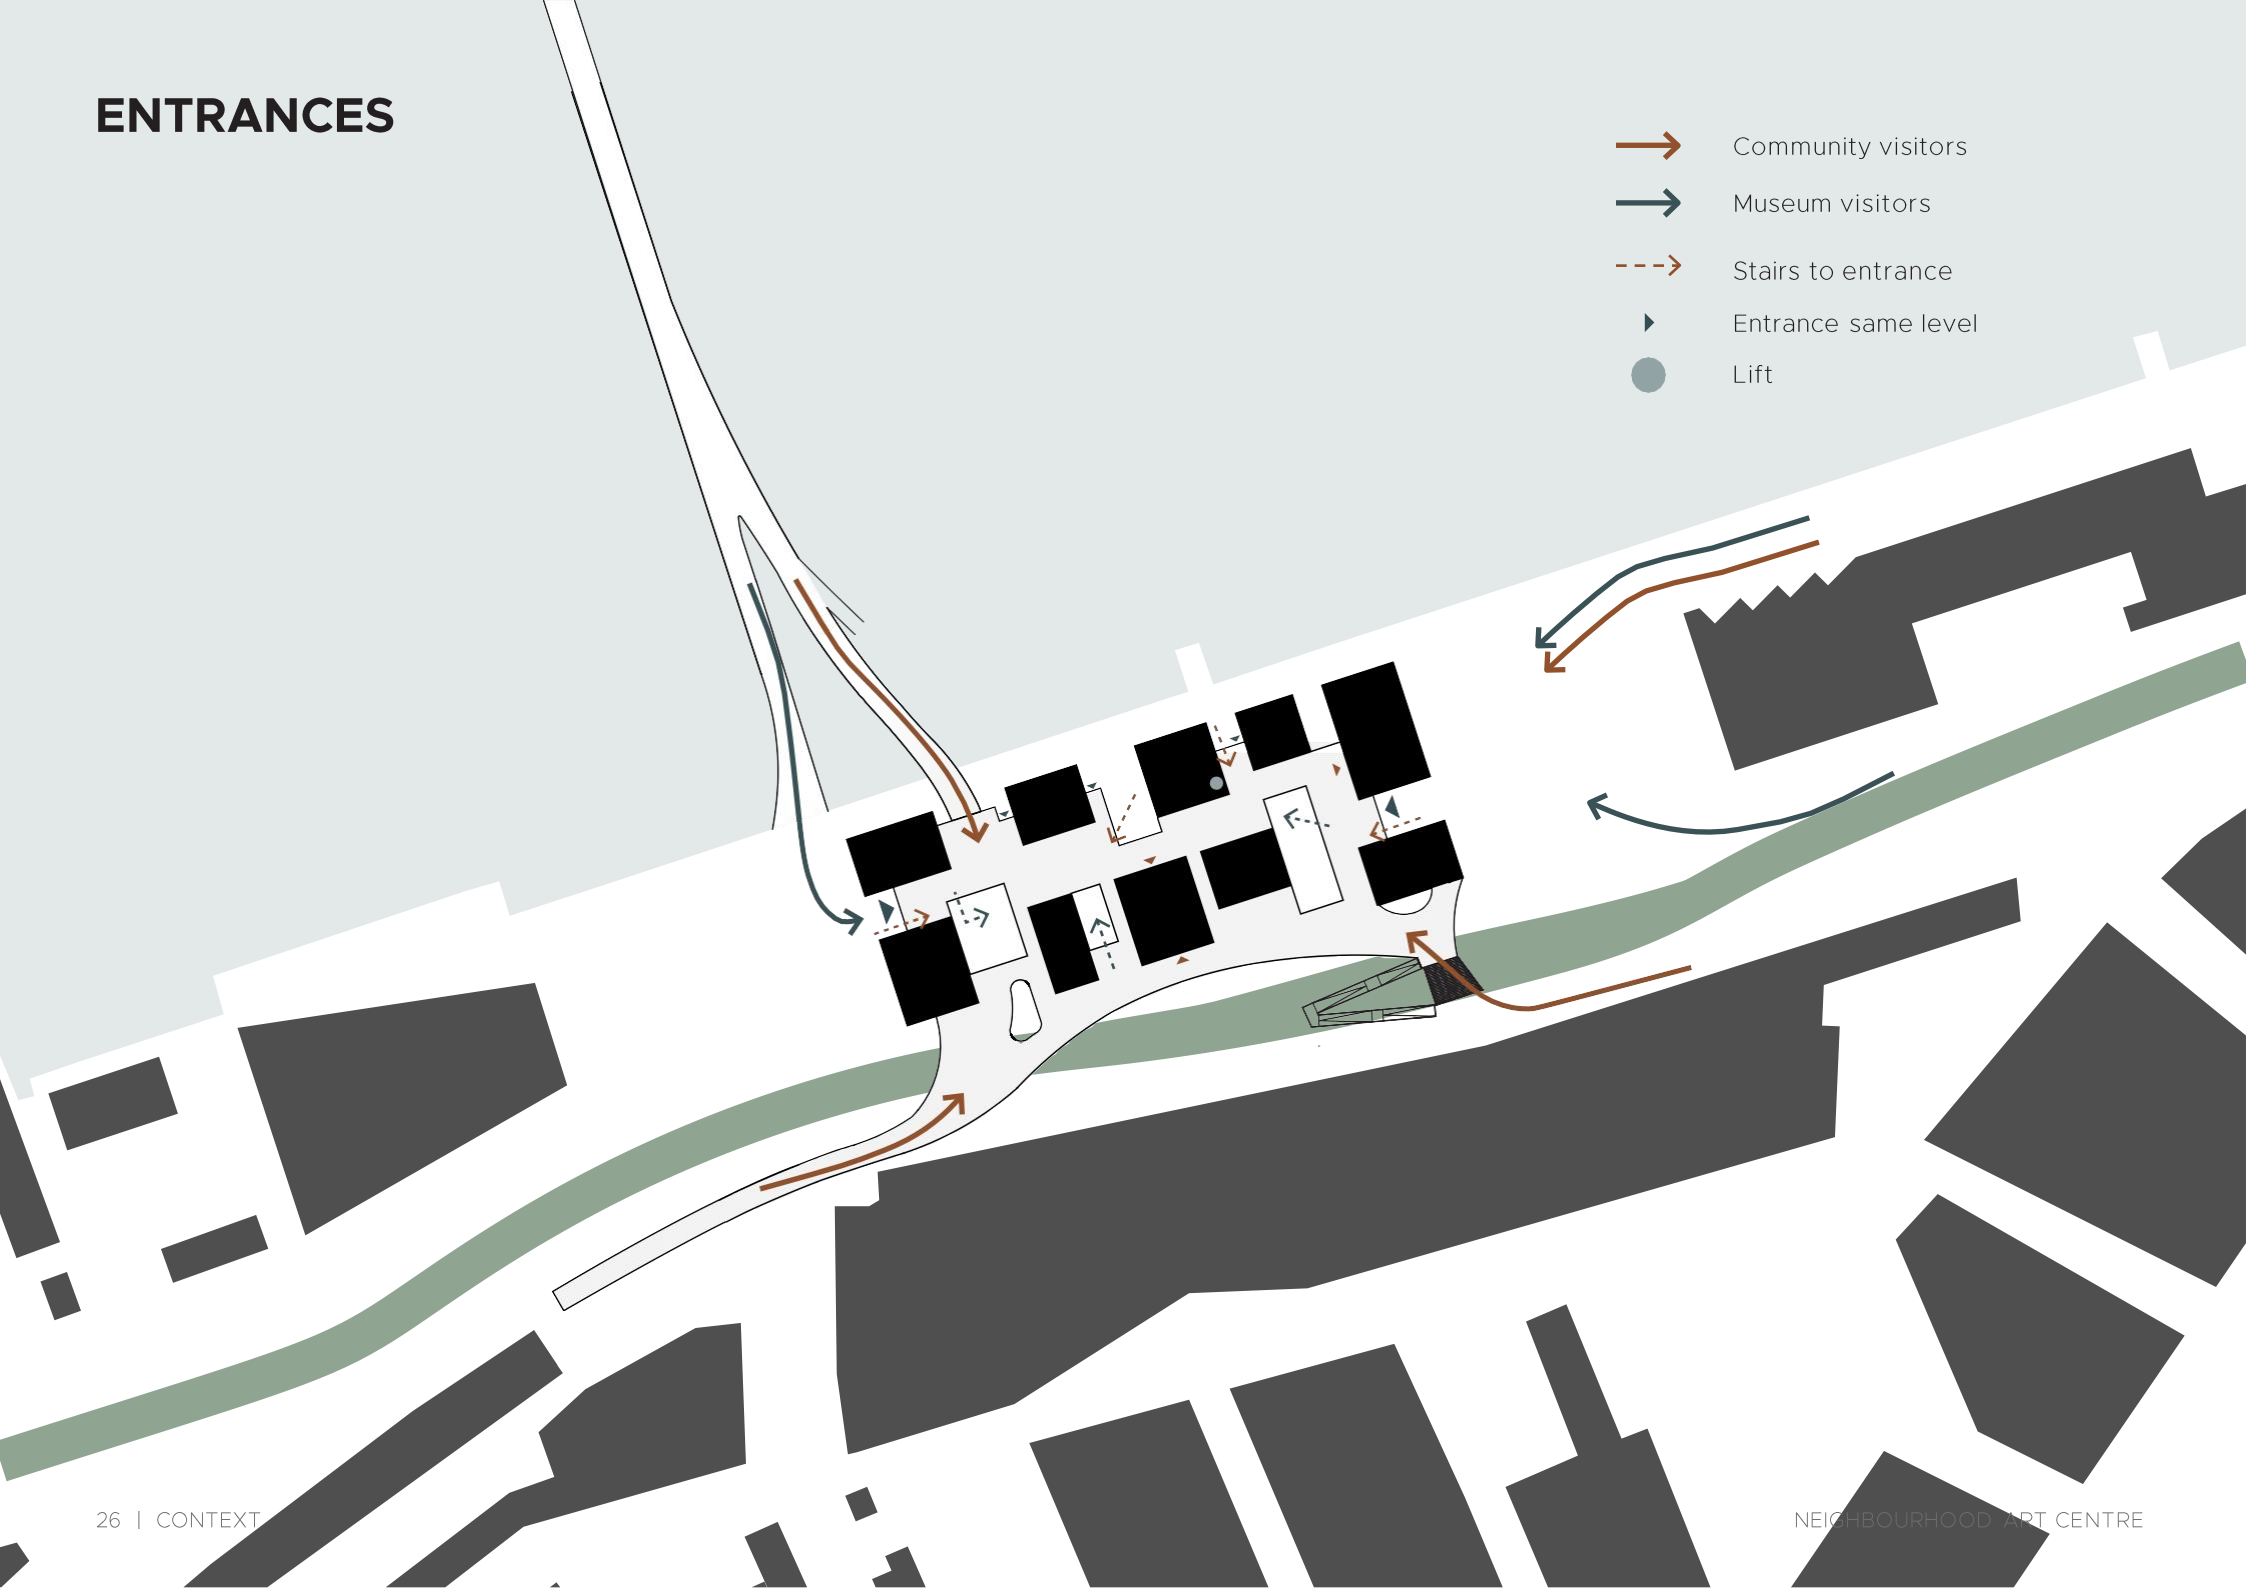 ENTRANCES
Community visitors
Museum visitors
Stairs to entrance
Entrance same level
Lift
26 | CONTEXT
NEIGHBOURHOOD ART CENTRE